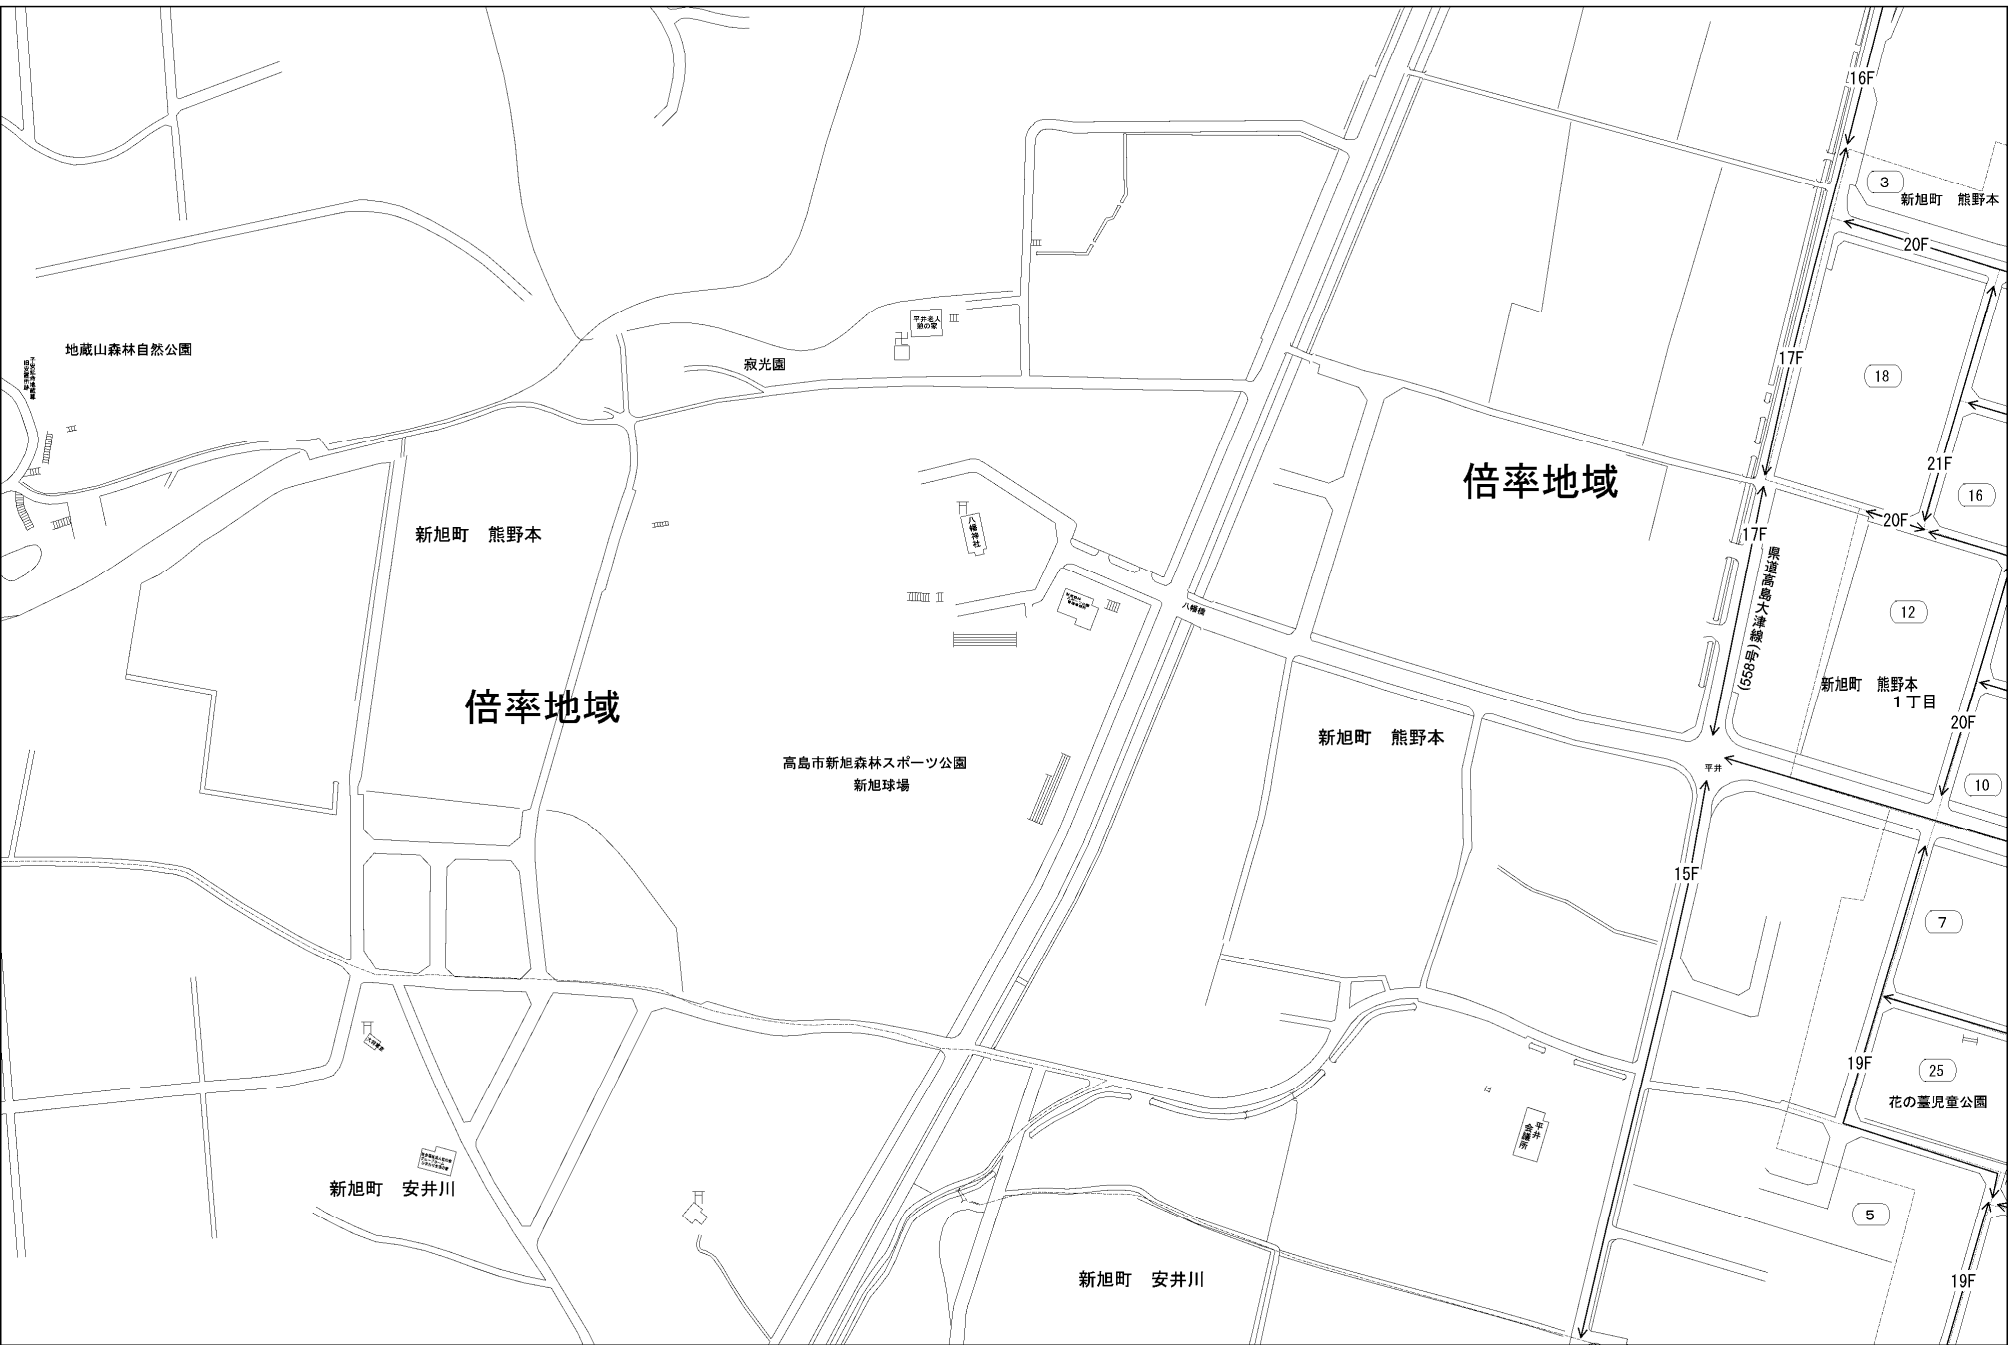 16F
3
新旭町　熊野本
20F
平井老人
憩の家
地蔵山森林自然公園
寂光園
17F
18
倍率地域
21F
16
新旭町　熊野本
八幡神社
20F
17F
県道高島大津線(558号)
八幡橋
12
新旭町　熊野本
1丁目
倍率地域
20F
新旭町　熊野本
高島市新旭森林スポーツ公園
新旭球場
平井
10
15F
7
19F
25
花の薹児童公園
平井
会議所
新旭町　安井川
5
新旭町　安井川
19F